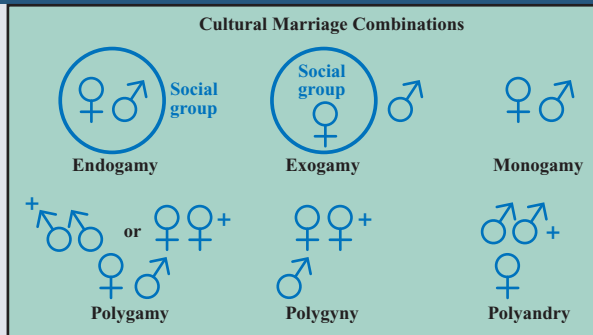 Cultural Marriage Combinations
Social
group
Social
group
Endogamy
Exogamy
Monogamy
+
or
+
+
+
Polygamy
Polygyny
Polyandry